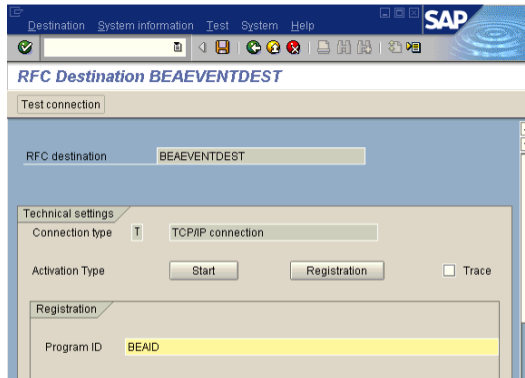 Destination System information Test System Help
SAP
RFC Destination BEAEVENTDEST
Test connection
RFC destination BEAEVENTDEST
Technical settings
Connection type T TCP/IP connection
Activation Type Start Registration Trace
Registration
Program ID BEAID